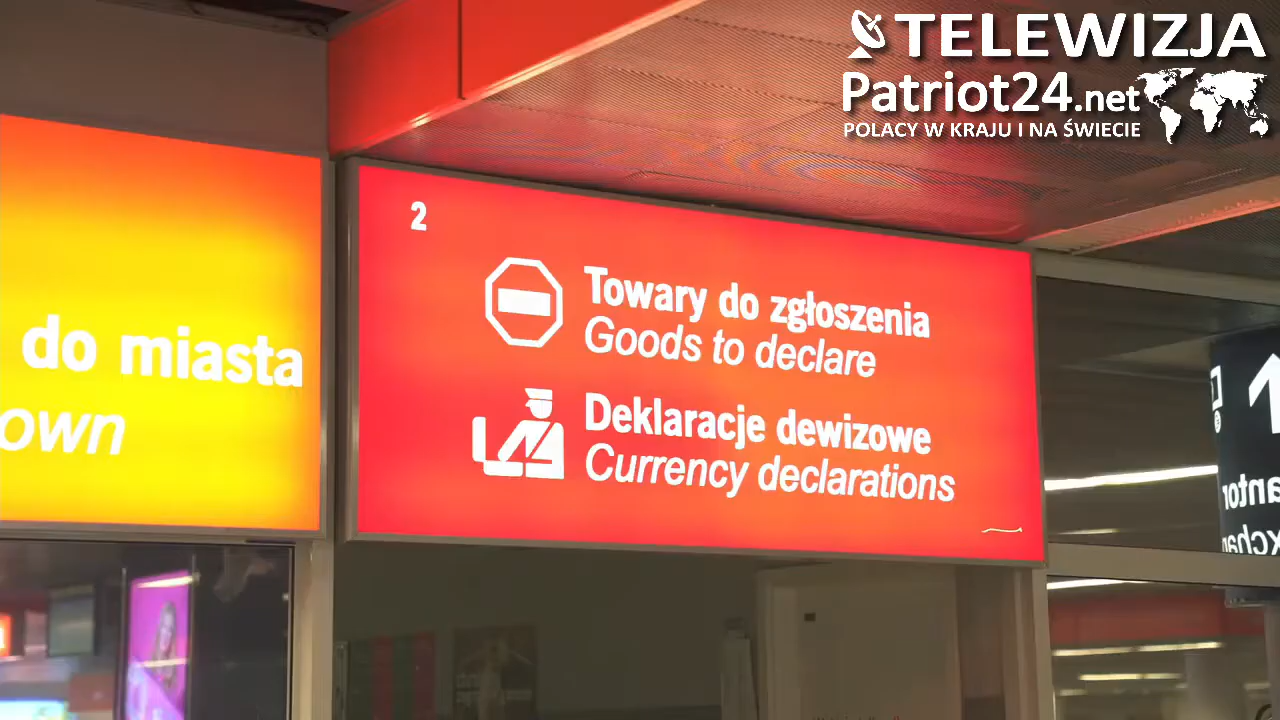 TELEWIZJA
Patriot24.net
POLACY W KRAJU I NA ŚWIECIE
do miasta
own
2
Towary do zgłoszenia
Goods to declare
Deklaracje dewizowe
Currency declarations
1
antor
xchan